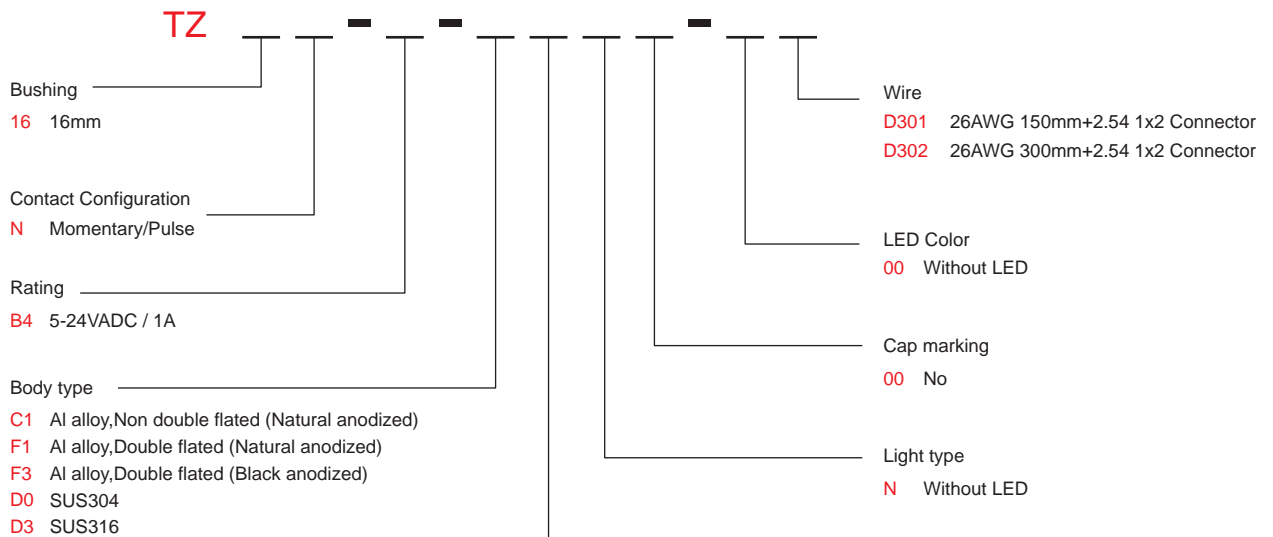 TZ
Bushing
16 16mm
Contact Configuration
N Momentary/Pulse
Rating
B4 5-24VADC / 1A
Body type
C1 Al alloy,Non double flated (Natural anodized)
F1 Al alloy,Double flated (Natural anodized)
F3 Al alloy,Double flated (Black anodized)
D0 SUS304
D3 SUS316
Wire
D301 26AWG 150mm+2.54 1x2 Connector
D302 26AWG 300mm+2.54 1x2 Connector
LED Color
00 Without LED
Cap marking
00 No
Light type
N Without LED